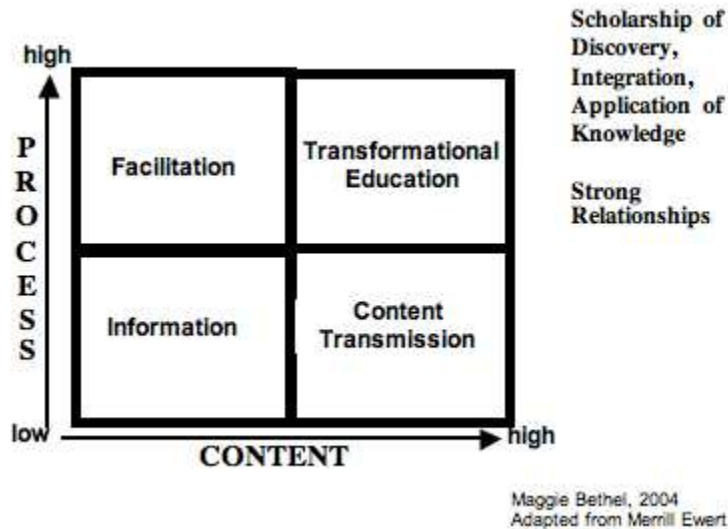 high
PROCESS
Facilitation
Transformational
Education
Information
Content
Transmission
low
high
CONTENT
Scholarship of
Discovery,
Integration,
Application of
Knowledge
Strong
Relationships
Maggie Bethel, 2004
Adapted from Merrill Ewert